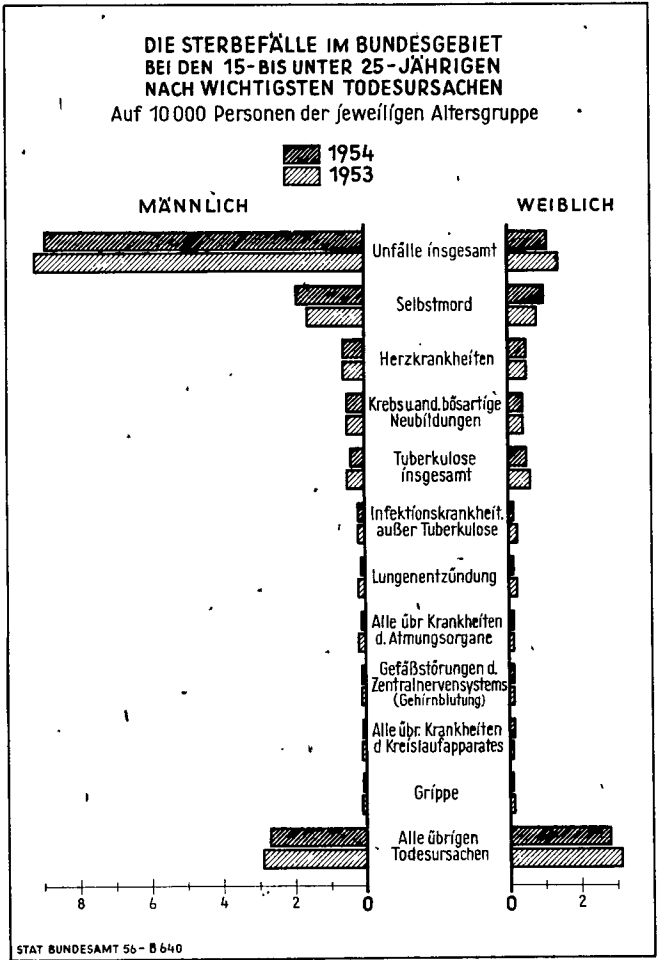 DIE STERBEFÄLLE IM BUNDESGEBIET
BEI DEN 15-BIS UNTER 25-JÄHRIGEN
NACH WICHTIGSTEN TODESURSACHEN
Auf 10 000 Personen der jeweiligen Altersgruppe
1954
1953
MÄNNLICH
WEIBLICH
Unfälle insgesamt
Selbstmord
Herzkrankheiten
Krebs u.and. bösartige
Neubildungen
Tuberkulose
insgesamt
Infektionskrankheit.
außer Tuberkulose
Lungenentzündung
Alle übr Krankheiten
d. Atmungsorgane
Gefäßstörungen d.
Zentralnervensystems
(Gehirnblutung)
Alle übr. Krankheiten
d Kreislaufapparates
Grippe
Alle übrigen
Todesursachen
8 6 4 2 0 0 2
STAT BUNDESAMT 56 - B 640